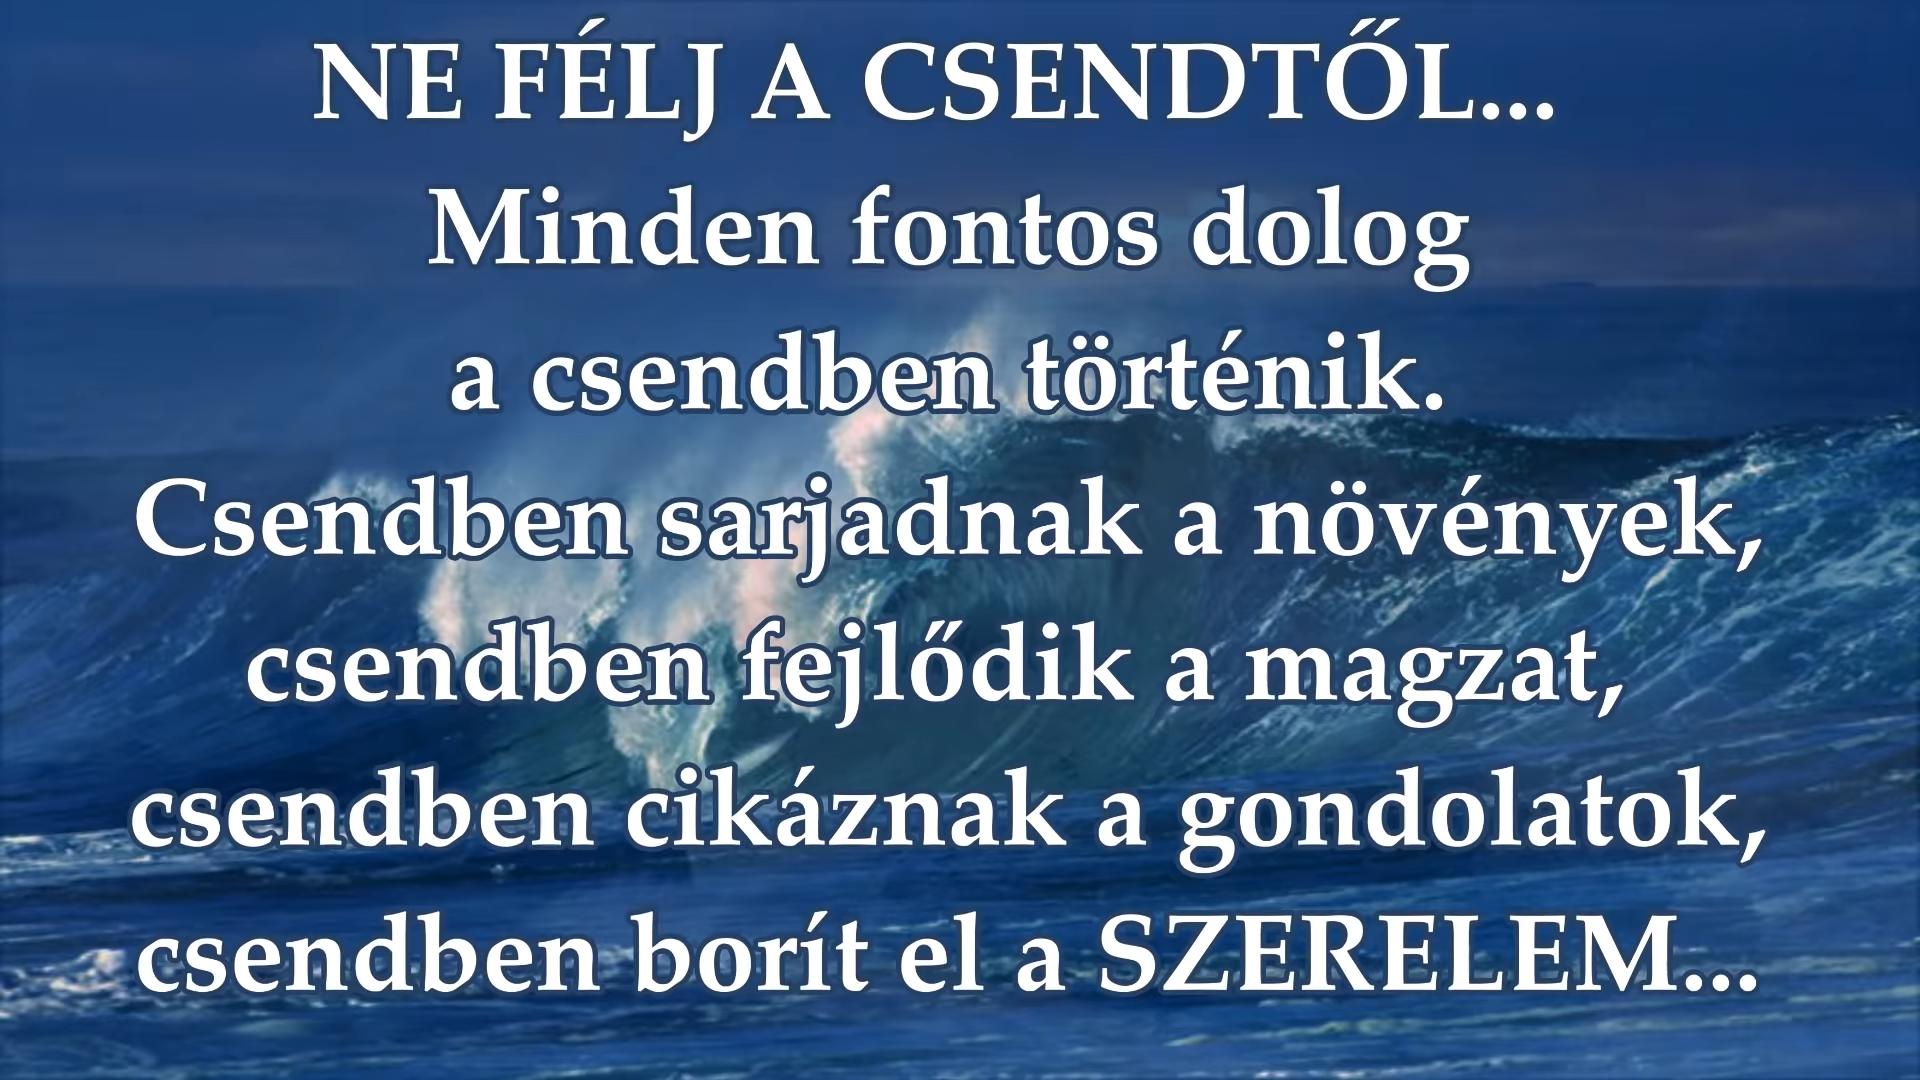 NE FÉLJ A CSENDTŐL...
Minden fontos dolog
a csendben történik.
Csendben sarjadnak a növények,
csendben fejlődik a magzat,
csendben cikáznak a gondolatok,
csendben borít el a SZERELEM...